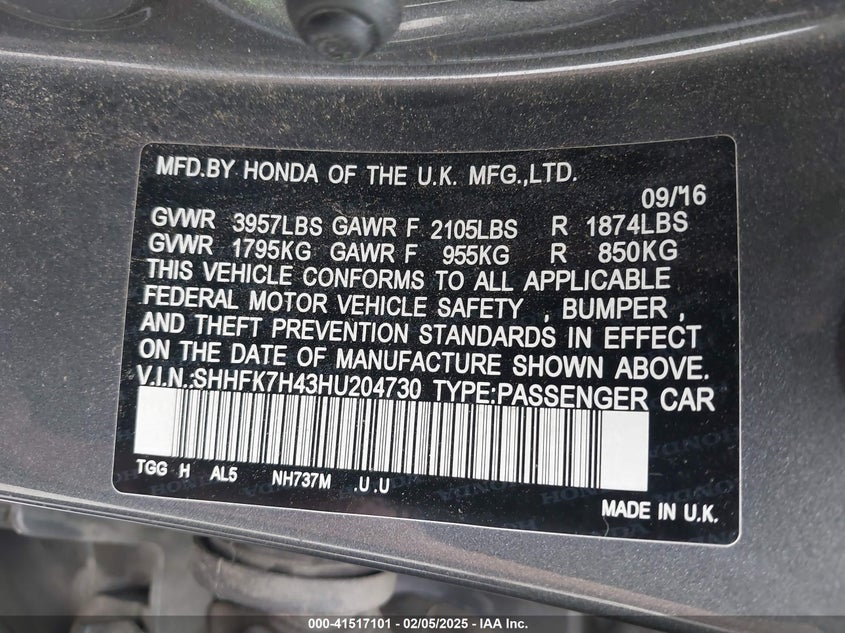 MFD.BY HONDA OF THE U.K. MFG.,LTD.
09/16
GVWR 3957LBS GAWR F 2105LBS R 1874LBS
GVWR 1795KG GAWR F 955KG R 850KG
THIS VEHICLE CONFORMS TO ALL APPLICABLE
FEDERAL MOTOR VEHICLE SAFETY , BUMPER ,
AND THEFT PREVENTION STANDARDS IN EFFECT
ON THE DATE OF MANUFACTURE SHOWN ABOVE.
V.I.N.:SHHFK7H43HU204730 TYPE:PASSENGER CAR
TGG H AL5 NH737M .U .U
MADE IN U.K.
000-41517101 — 02/05/2025 — IAA Inc.